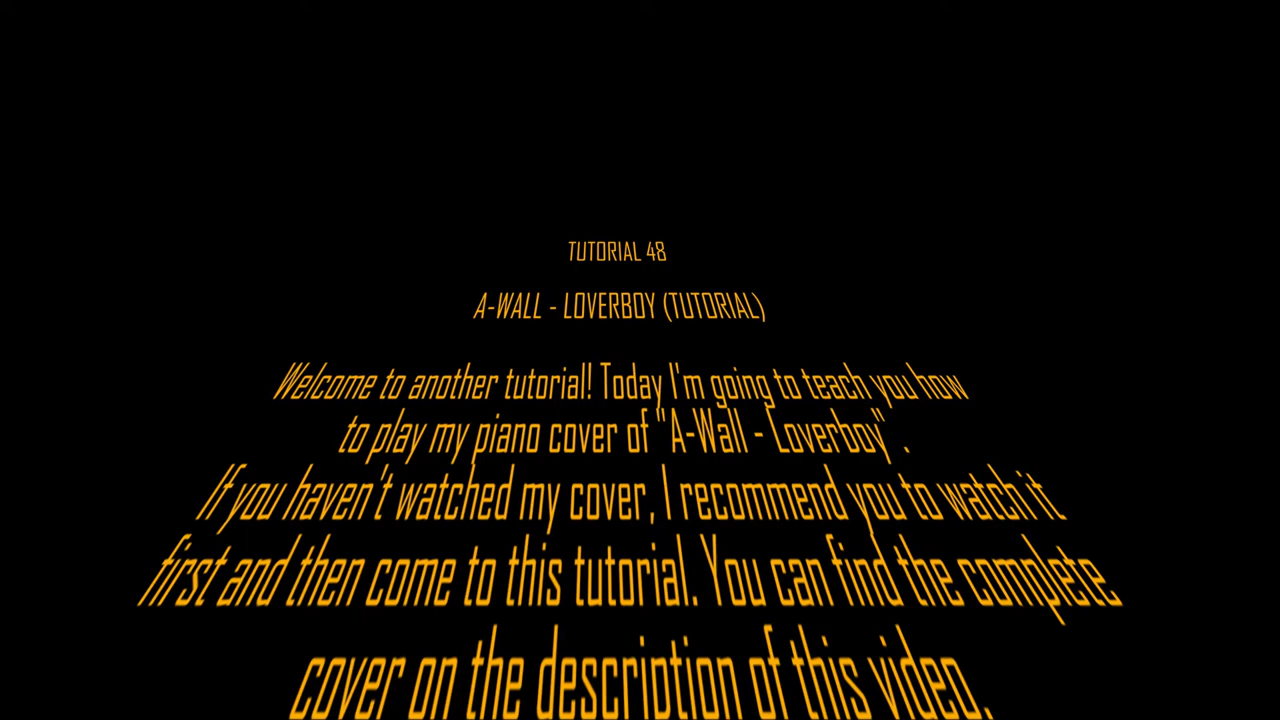 TUTORIAL 48
A-WALL - LOVERBOY (TUTORIAL)
Welcome to another tutorial! Today I'm going to teach you how
to play my piano cover of "A-Wall - Loverboy" .
If you haven't watched my cover, I recommend you to watch it
first and then come to this tutorial. You can find the complete
cover on the description of this video.